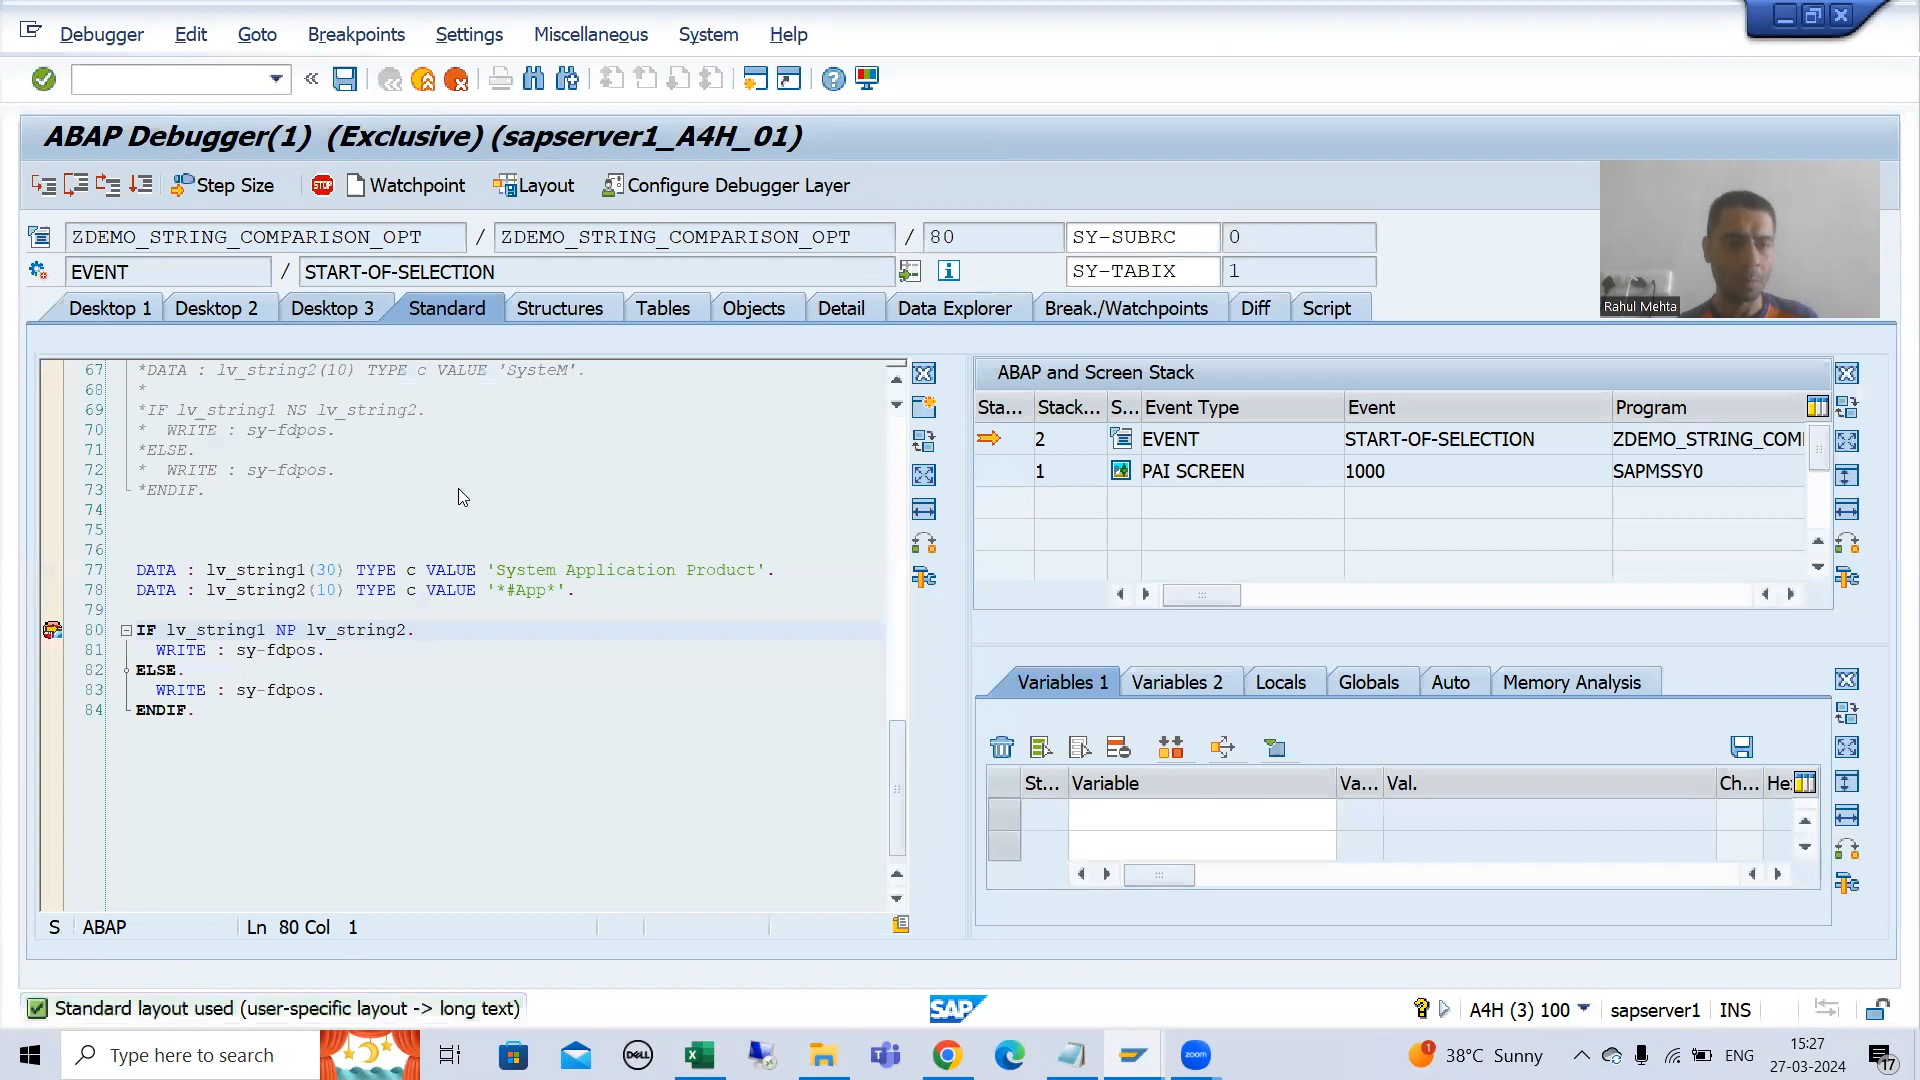 Debugger Edit Goto Breakpoints Settings Miscellaneous System Help
ABAP Debugger(1) (Exclusive) (sapserver1_A4H_01)
Step Size STOP Watchpoint Layout Configure Debugger Layer
ZDEMO_STRING_COMPARISON_OPT / ZDEMO_STRING_COMPARISON_OPT / 80 SY-SUBRC 0
EVENT / START-OF-SELECTION SY-TABIX 1
Rahul Mehta
Desktop 1 Desktop 2 Desktop 3 Standard Structures Tables Objects Detail Data Explorer Break./Watchpoints Diff Script
67 *DATA : lv_string2(10) TYPE c VALUE 'SysteM'.
68 *
69 *IF lv_string1 NS lv_string2.
70 * WRITE : sy-fdpos.
71 *ELSE.
72 * WRITE : sy-fdpos.
73 *ENDIF.
74
75
76
77 DATA : lv_string1(30) TYPE c VALUE 'System Application Product'.
78 DATA : lv_string2(10) TYPE c VALUE '*#App*'.
79
80 IF lv_string1 NP lv_string2.
81 WRITE : sy-fdpos.
82 ELSE.
83 WRITE : sy-fdpos.
84 ENDIF.
S ABAP Ln 80 Col 1
ABAP and Screen Stack
Sta... Stack... S... Event Type Event Program
2 EVENT START-OF-SELECTION ZDEMO_STRING_COM
1 PAI SCREEN 1000 SAPMSSY0
Variables 1 Variables 2 Locals Globals Auto Memory Analysis
St... Variable Va... Val. Ch... He
Standard layout used (user-specific layout -> long text) SAP A4H (3) 100 sapserver1 INS
Type here to search DELL zoom 1 38°C Sunny ENG 15:27
27-03-2024 17